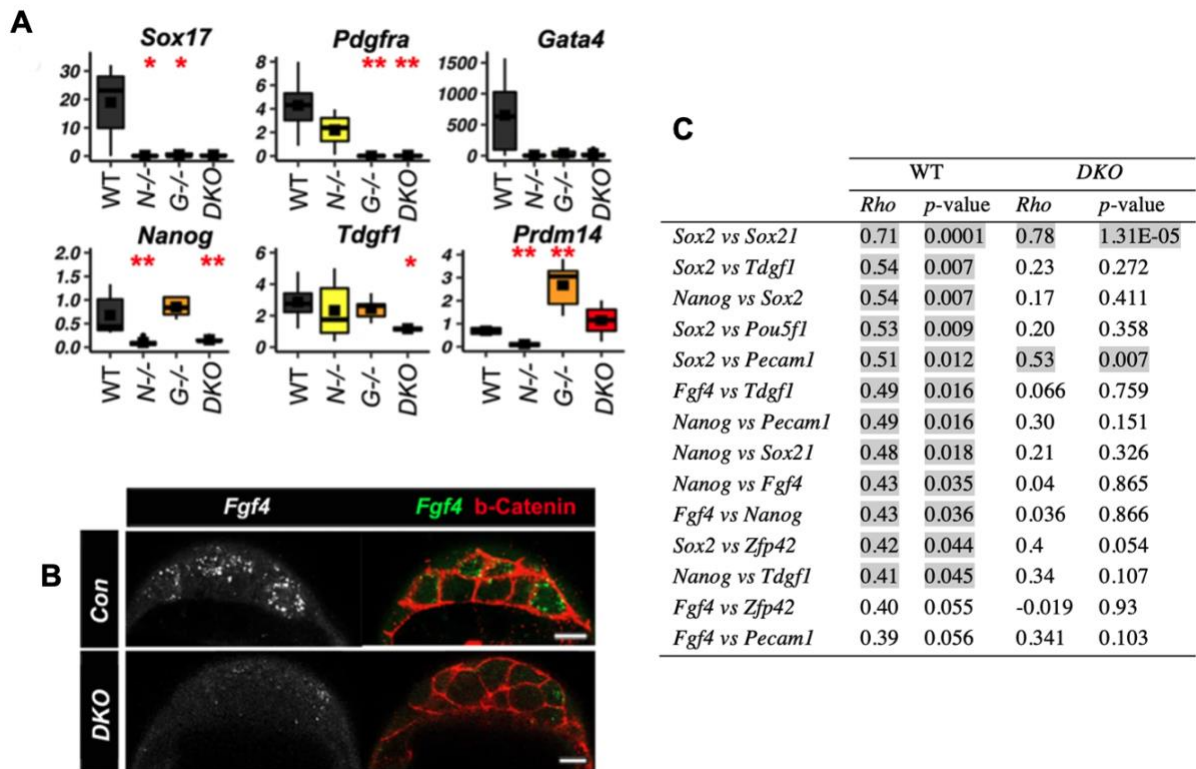 A
Sox17
Pdgfra
Gata4
* *
** **
30
20
10
0
8
6
4
2
0
1500
1000
500
0
WT N-/- G-/- DKO
WT N-/- G-/- DKO
WT N-/- G-/- DKO
Nanog
Tdgf1
Prdm14
** **
*
** **
2.0
1.5
1.0
0.5
0.0
6
4
2
0
4
3
2
1
0
WT N-/- G-/- DKO
WT N-/- G-/- DKO
WT N-/- G-/- DKO
B
Fgf4
Fgf4 b-Catenin
Con
DKO
C
WT DKO
Rho p-value Rho p-value
Sox2 vs Sox21 0.71 0.0001 0.78 1.31E-05
Sox2 vs Tdgf1 0.54 0.007 0.23 0.272
Nanog vs Sox2 0.54 0.007 0.17 0.411
Sox2 vs Pou5f1 0.53 0.009 0.20 0.358
Sox2 vs Pecam1 0.51 0.012 0.53 0.007
Fgf4 vs Tdgf1 0.49 0.016 0.066 0.759
Nanog vs Pecam1 0.49 0.016 0.30 0.151
Nanog vs Sox21 0.48 0.018 0.21 0.326
Nanog vs Fgf4 0.43 0.035 0.04 0.865
Fgf4 vs Nanog 0.43 0.036 0.036 0.866
Sox2 vs Zfp42 0.42 0.044 0.4 0.054
Nanog vs Tdgf1 0.41 0.045 0.34 0.107
Fgf4 vs Zfp42 0.40 0.055 -0.019 0.93
Fgf4 vs Pecam1 0.39 0.056 0.341 0.103